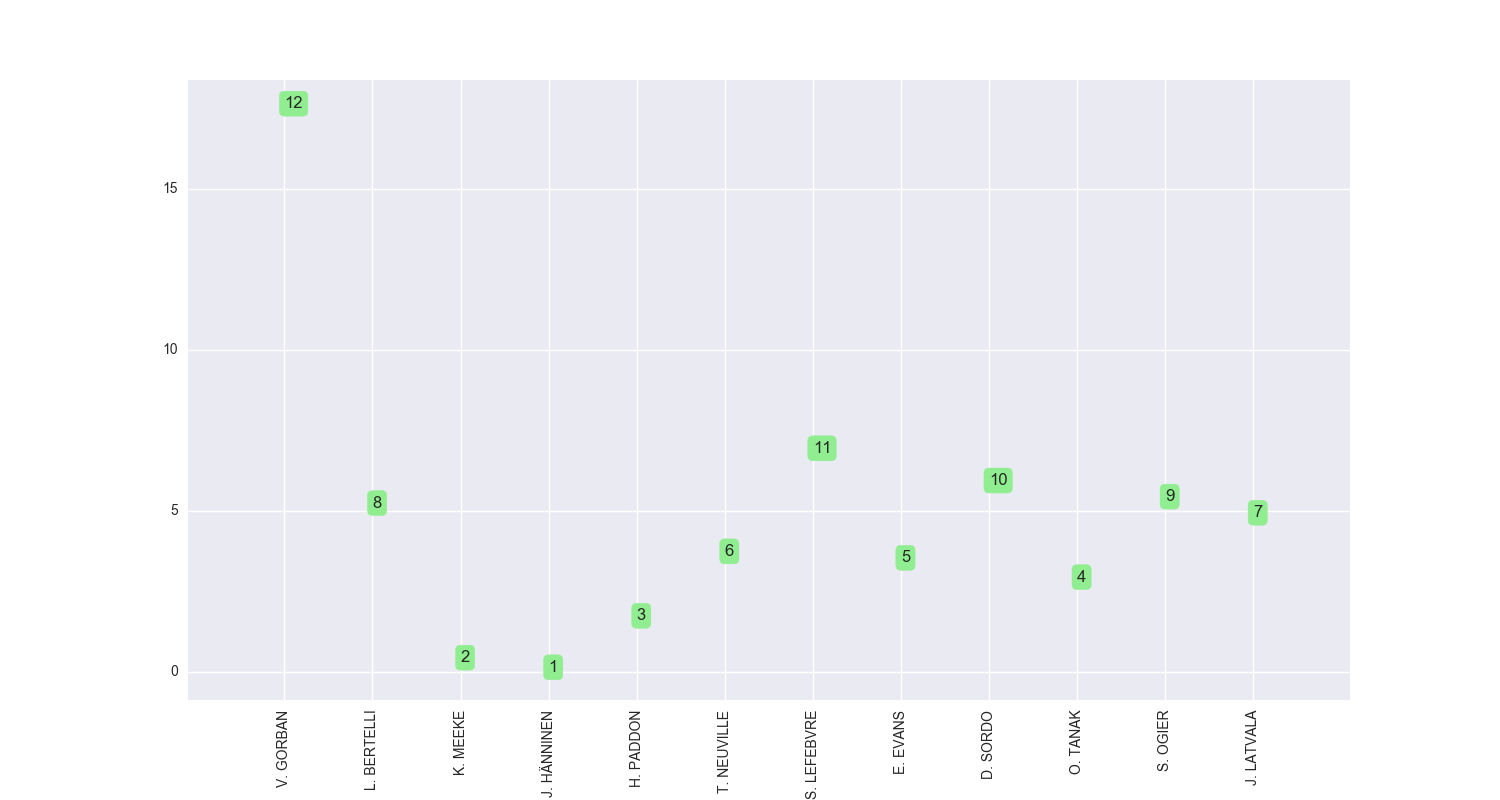 12
15
10
11
10
8
9
5
7
6
5
4
3
2
1
0
V. GORBAN
L. BERTELLI
K. MEEKE
J. HÄNNINEN
H. PADDON
T. NEUVILLE
S. LEFEBVRE
E. EVANS
D. SORDO
O. TANAK
S. OGIER
J. LATVALA